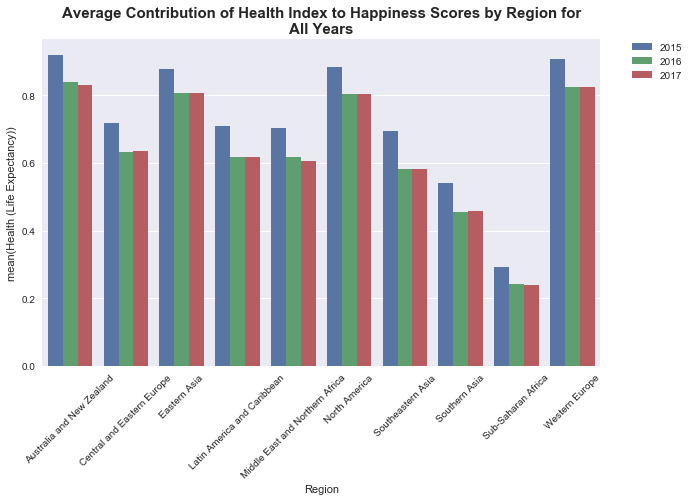 Average Contribution of Health Index to Happiness Scores by Region for
All Years
2015
2016
2017
mean(Health (Life Expectancy))
0.8
0.6
0.4
0.2
0.0
Australia and New Zealand
Central and Eastern Europe
Eastern Asia
Latin America and Caribbean
Middle East and Northern Africa
North America
Southeastern Asia
Southern Asia
Sub-Saharan Africa
Western Europe
Region